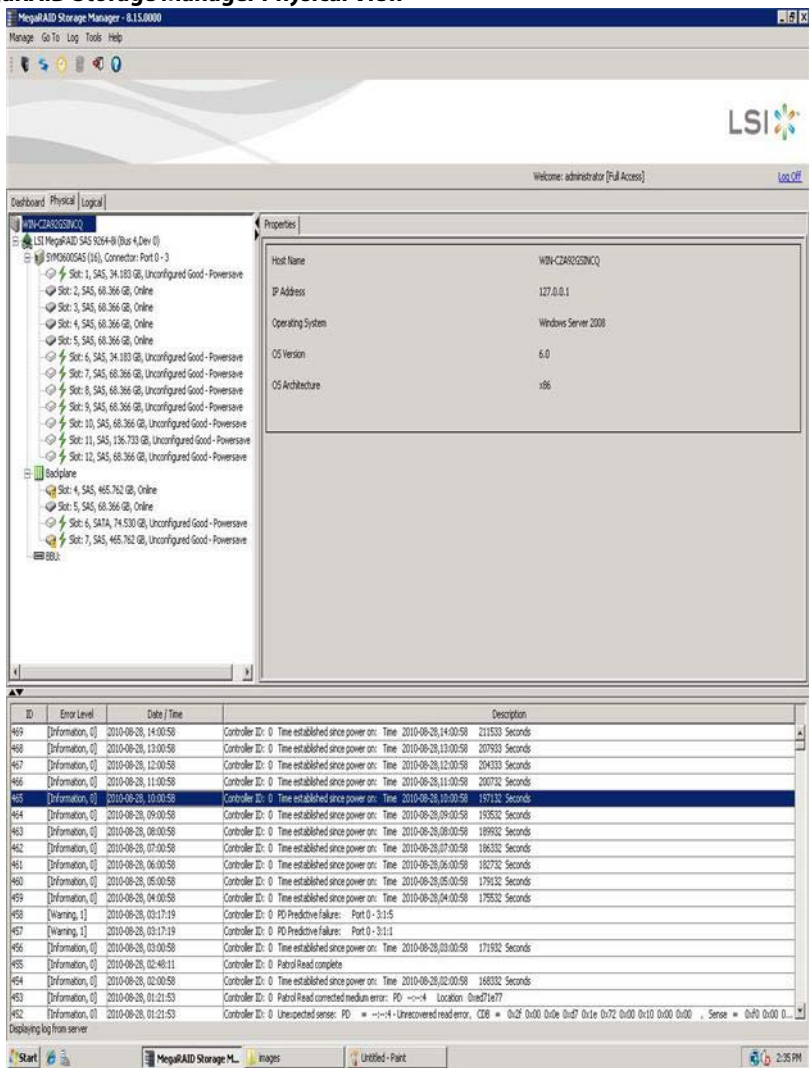 MegaRAID Storage Manager Physical View
MegaRAID Storage Manager - 8.15.0000
Manage Go To Log Tools Help
LSI
Welcome: administrator [Full Access]
Log Off
Dashboard Physical Logical
WIN-CZA92GSINCQ
LSI MegaRAID SAS 9264-8i (Bus 4,Dev 0)
SYM3600SAS (16), Connector: Port 0 - 3
Slot: 1, SAS, 34.183 GB, Unconfigured Good - Powersave
Slot: 2, SAS, 68.366 GB, Online
Slot: 3, SAS, 68.366 GB, Online
Slot: 4, SAS, 68.366 GB, Online
Slot: 5, SAS, 68.366 GB, Online
Slot: 6, SAS, 34.183 GB, Unconfigured Good - Powersave
Slot: 7, SAS, 68.366 GB, Unconfigured Good - Powersave
Slot: 8, SAS, 68.366 GB, Unconfigured Good - Powersave
Slot: 9, SAS, 68.366 GB, Unconfigured Good - Powersave
Slot: 10, SAS, 68.366 GB, Unconfigured Good - Powersave
Slot: 11, SAS, 136.733 GB, Unconfigured Good - Powersave
Slot: 12, SAS, 68.366 GB, Unconfigured Good - Powersave
Backplane
Slot: 4, SAS, 465.762 GB, Online
Slot: 5, SAS, 68.366 GB, Online
Slot: 6, SATA, 74.530 GB, Unconfigured Good - Powersave
Slot: 7, SAS, 465.762 GB, Unconfigured Good - Powersave
BBU:
Properties
Host Name WIN-CZA92GSINCQ
IP Address 127.0.0.1
Operating System Windows Server 2008
OS Version 6.0
OS Architecture x86
ID Error Level Date / Time Description
469 [Information, 0] 2010-08-28, 14:00:58 Controller ID: 0 Time established since power on: Time 2010-08-28,14:00:58 211533 Seconds
468 [Information, 0] 2010-08-28, 13:00:58 Controller ID: 0 Time established since power on: Time 2010-08-28,13:00:58 207933 Seconds
467 [Information, 0] 2010-08-28, 12:00:58 Controller ID: 0 Time established since power on: Time 2010-08-28,12:00:58 204333 Seconds
466 [Information, 0] 2010-08-28, 11:00:58 Controller ID: 0 Time established since power on: Time 2010-08-28,11:00:58 200732 Seconds
465 [Information, 0] 2010-08-28, 10:00:58 Controller ID: 0 Time established since power on: Time 2010-08-28,10:00:58 197132 Seconds
464 [Information, 0] 2010-08-28, 09:00:58 Controller ID: 0 Time established since power on: Time 2010-08-28,09:00:58 193532 Seconds
463 [Information, 0] 2010-08-28, 08:00:58 Controller ID: 0 Time established since power on: Time 2010-08-28,08:00:58 189932 Seconds
462 [Information, 0] 2010-08-28, 07:00:58 Controller ID: 0 Time established since power on: Time 2010-08-28,07:00:58 186332 Seconds
461 [Information, 0] 2010-08-28, 06:00:58 Controller ID: 0 Time established since power on: Time 2010-08-28,06:00:58 182732 Seconds
460 [Information, 0] 2010-08-28, 05:00:58 Controller ID: 0 Time established since power on: Time 2010-08-28,05:00:58 179132 Seconds
459 [Information, 0] 2010-08-28, 04:00:58 Controller ID: 0 Time established since power on: Time 2010-08-28,04:00:58 175532 Seconds
458 [Warning, 1] 2010-08-28, 03:17:19 Controller ID: 0 PD Predictive failure: Port 0 - 3:1:5
457 [Warning, 1] 2010-08-28, 03:17:19 Controller ID: 0 PD Predictive failure: Port 0 - 3:1:1
456 [Information, 0] 2010-08-28, 03:00:58 Controller ID: 0 Time established since power on: Time 2010-08-28,03:00:58 171932 Seconds
455 [Information, 0] 2010-08-28, 02:48:11 Controller ID: 0 Patrol Read complete
454 [Information, 0] 2010-08-28, 02:00:58 Controller ID: 0 Time established since power on: Time 2010-08-28,02:00:58 168332 Seconds
453 [Information, 0] 2010-08-28, 01:21:53 Controller ID: 0 Patrol Read corrected medium error: PD --:--:4 Location 0xed71e77
452 [Information, 0] 2010-08-28, 01:21:53 Controller ID: 0 Unexpected sense: PD = --:--:4 - Unrecovered read error, CDB = 0x2f 0x00 0x0e 0xd7 0x1e 0x72 0x00 0x10 0x00 0x00 , Sense = 0xf0 0x00 0...
Displaying log from server
Start MegaRAID Storage M... images Untitled - Paint 2:35 PM